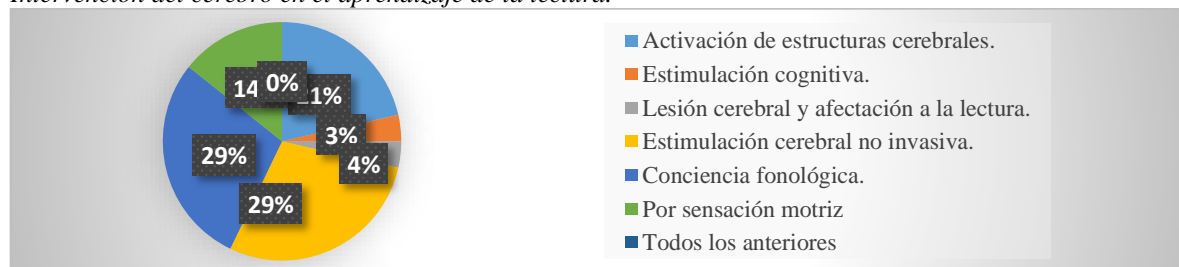 Intervención del cerebro en el aprendizaje de la lectura.
14
0%
1%
3%
4%
29%
29%
Activación de estructuras cerebrales.
Estimulación cognitiva.
Lesión cerebral y afectación a la lectura.
Estimulación cerebral no invasiva.
Conciencia fonológica.
Por sensación motriz
Todos los anteriores